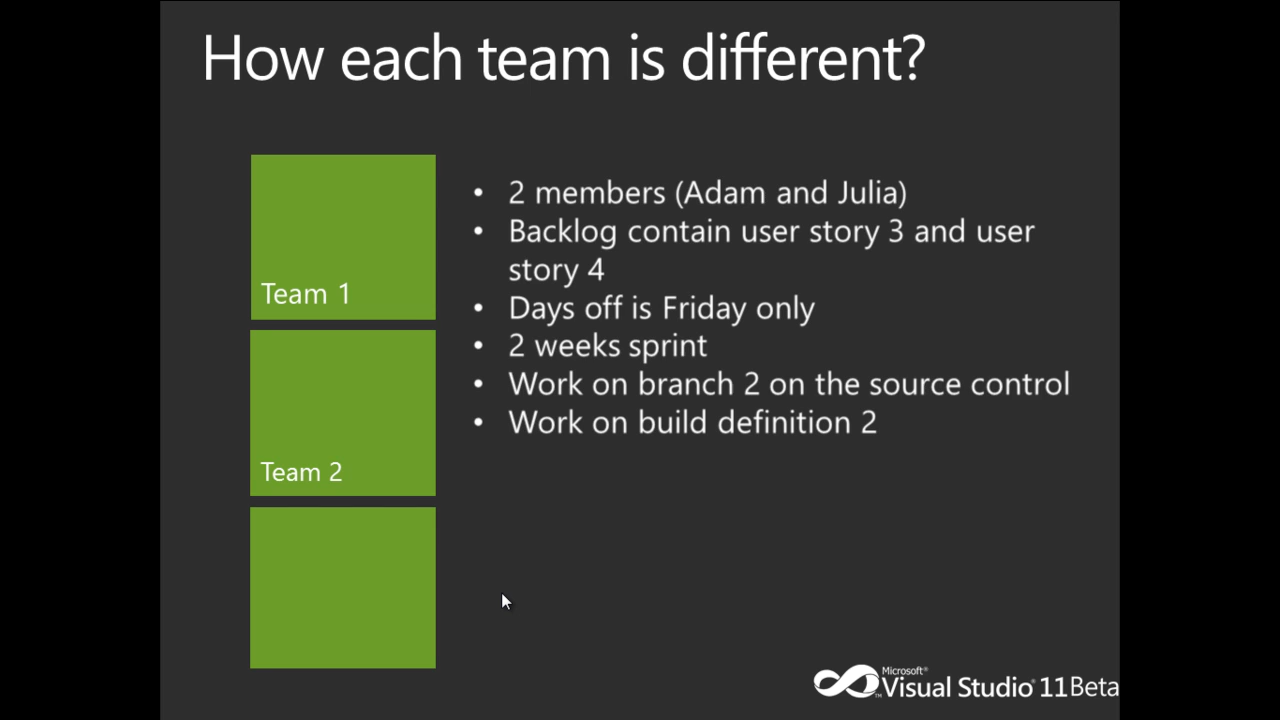 How each team is different?
Team 1
• 2 members (Adam and Julia)
• Backlog contain user story 3 and user
story 4
• Days off is Friday only
• 2 weeks sprint
• Work on branch 2 on the source control
• Work on build definition 2
Team 2
Microsoft®
Visual Studio® 11 Beta